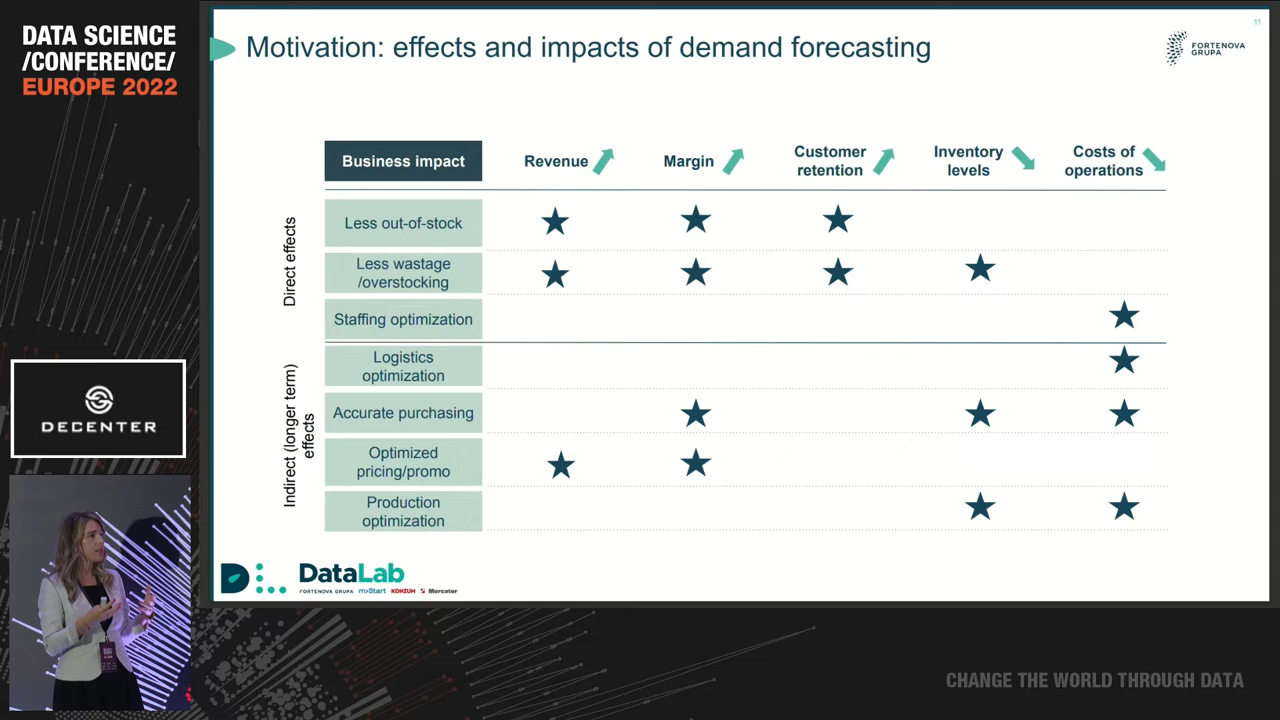 DATA SCIENCE
/CONFERENCE/
EUROPE 2022
11
Motivation: effects and impacts of demand forecasting
FORTENOVA
GRUPA
Business impact
Revenue
Margin
Customer
retention
Inventory
levels
Costs of
operations
Direct effects
Less out-of-stock
Less wastage
/overstocking
Staffing optimization
Indirect (longer term)
effects
Logistics
optimization
Accurate purchasing
Optimized
pricing/promo
Production
optimization
DECENTER
DataLab
FORTENOVA GRUPA m>Start KONZUM Mercator
CHANGE THE WORLD THROUGH DATA